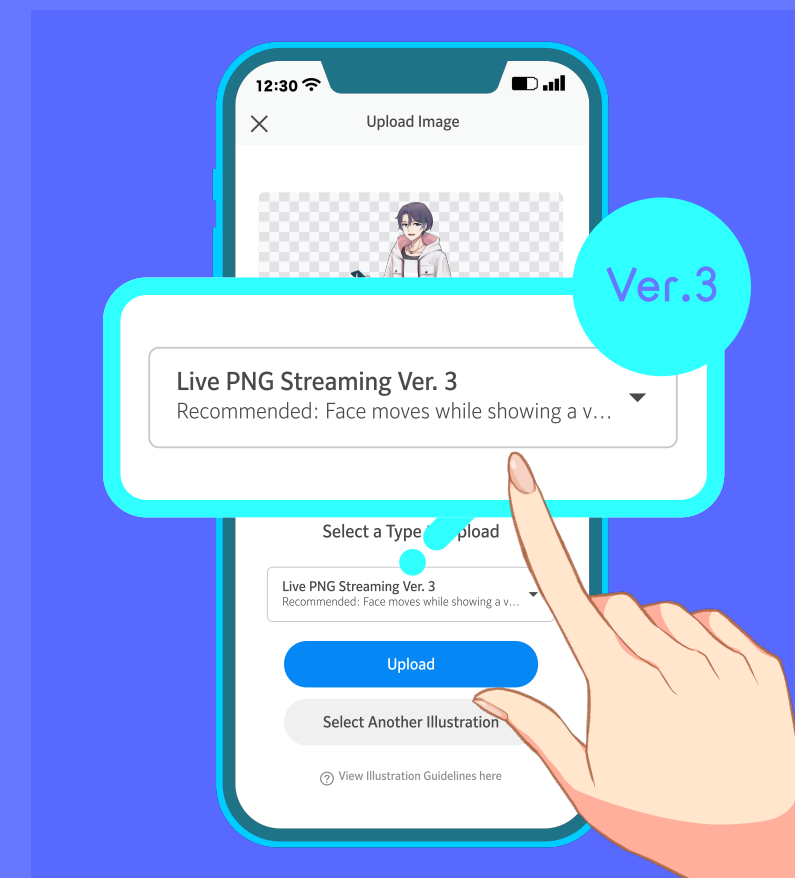 12:30
Upload Image
Ver.3
Live PNG Streaming Ver. 3
Recommended: Face moves while showing a v...
Select a Type pload
Live PNG Streaming Ver. 3
Recommended: Face moves while showing a v...
Upload
Select Another Illustration
? View Illustration Guidelines here